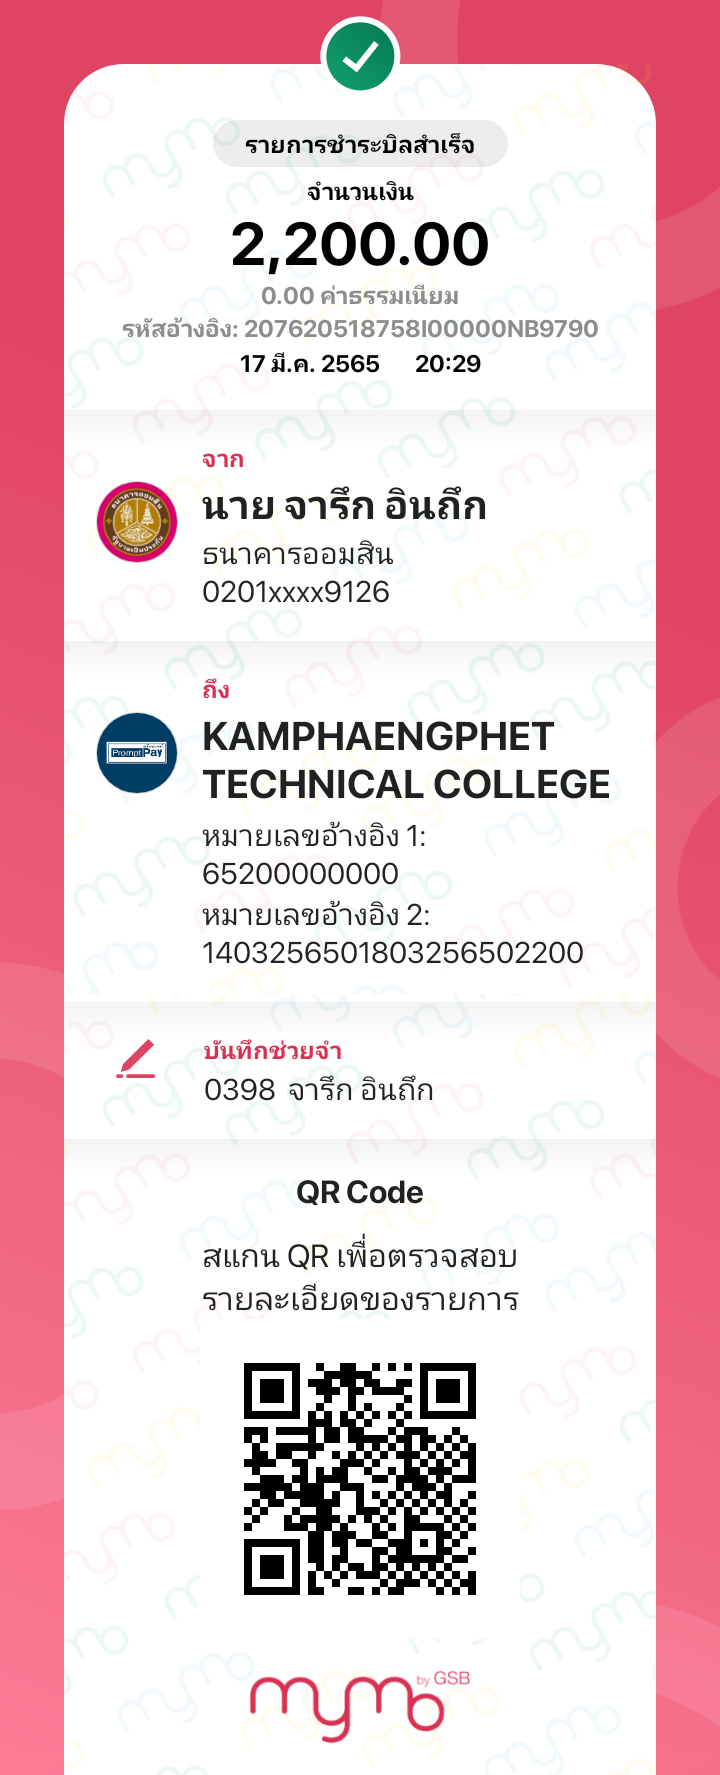 รายการชำระบิลสำเร็จ
จำนวนเงิน
2,200.00
0.00 ค่าธรรมเนียม
รหัสอ้างอิง: 207620518758I00000NB9790
17 มี.ค. 2565 20:29
จาก
นาย จารึก อินถึก
ธนาคารออมสิน
0201xxxx9126
ถึง
PromptPay
KAMPHAENGPHET
TECHNICAL COLLEGE
หมายเลขอ้างอิง 1:
65200000000
หมายเลขอ้างอิง 2:
1403256501803256502200
บันทึกช่วยจำ
0398 จารึก อินถึก
QR Code
สแกน QR เพื่อตรวจสอบ
รายละเอียดของรายการ
mymo by GSB